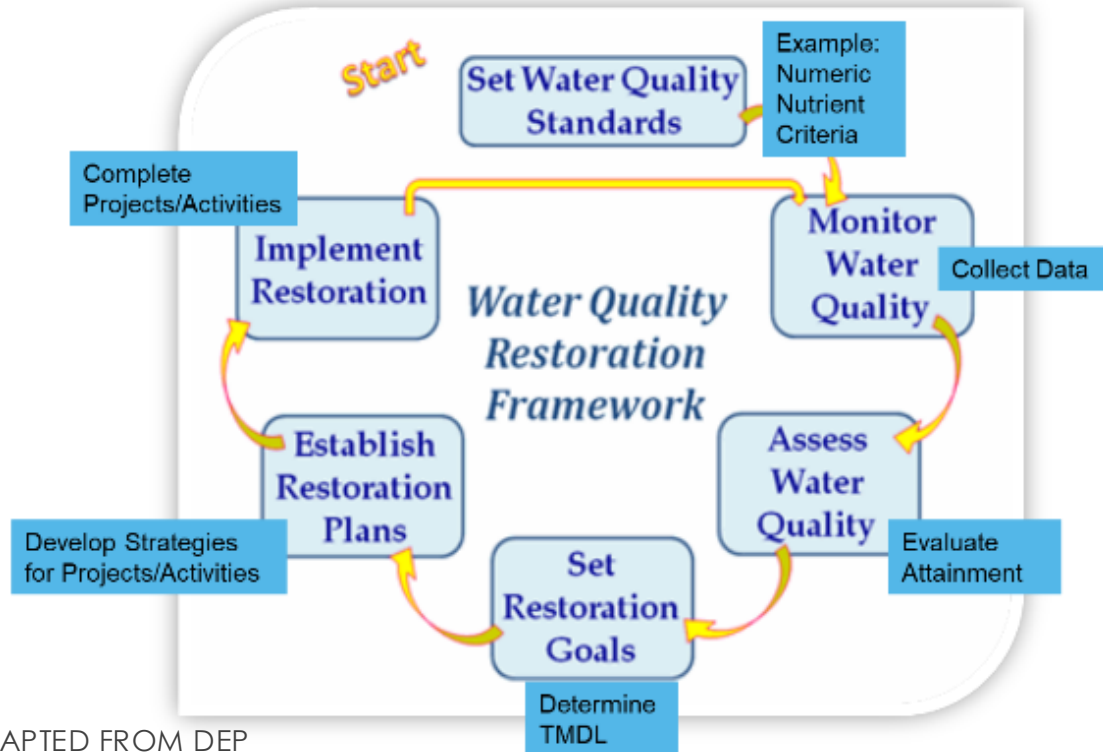 Start
Set Water Quality
Standards
Example:
Numeric
Nutrient
Criteria
Complete
Projects/Activities
Implement
Restoration
Monitor
Water
Quality
Collect Data
Water Quality
Restoration
Framework
Establish
Restoration
Plans
Assess
Water
Quality
Develop Strategies
for Projects/Activities
Set
Restoration
Goals
Evaluate
Attainment
Determine
TMDL
APTED FROM DEP